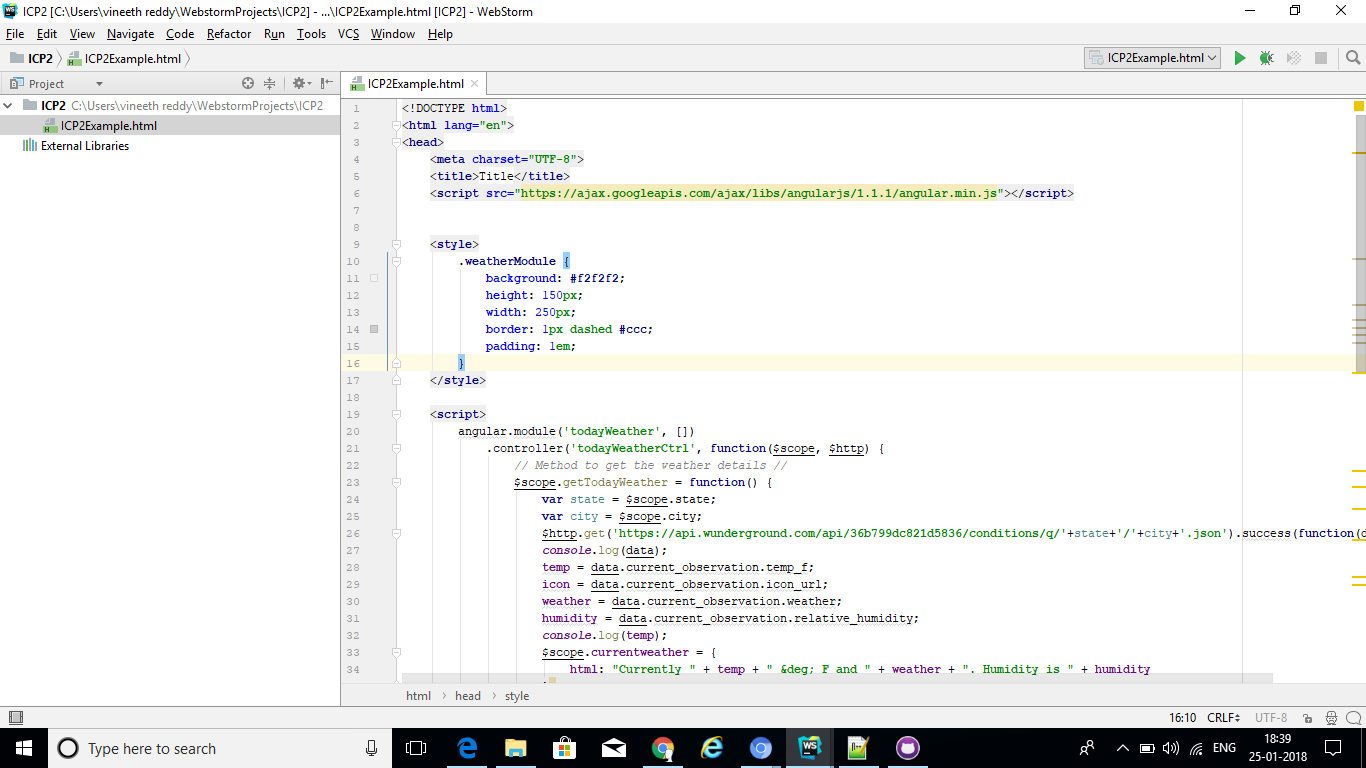 ICP2 [C:\Users\vineeth reddy\WebstormProjects\ICP2] - ...\ICP2Example.html [ICP2] - WebStorm
File Edit View Navigate Code Refactor Run Tools VCS Window Help
ICP2 ICP2Example.html ICP2Example.html
Project ICP2Example.html
ICP2 C:\Users\vineeth reddy\WebstormProjects\ICP2
ICP2Example.html
External Libraries
1 <!DOCTYPE html>
2 <html lang="en">
3 <head>
4 <meta charset="UTF-8">
5 <title>Title</title>
6 <script src="https://ajax.googleapis.com/ajax/libs/angularjs/1.1.1/angular.min.js"></script>
7
8
9 <style>
10 .weatherModule {
11 background: #f2f2f2;
12 height: 150px;
13 width: 250px;
14 border: 1px dashed #ccc;
15 padding: 1em;
16 }
17 </style>
18
19 <script>
20 angular.module('todayWeather', [])
21 .controller('todayWeatherCtrl', function($scope, $http) {
22 // Method to get the weather details //
23 $scope.getTodayWeather = function() {
24 var state = $scope.state;
25 var city = $scope.city;
26 $http.get('https://api.wunderground.com/api/36b799dc821d5836/conditions/q/'+state+'/'+city+'.json').success(function(d
27 console.log(data);
28 temp = data.current_observation.temp_f;
29 icon = data.current_observation.icon_url;
30 weather = data.current_observation.weather;
31 humidity = data.current_observation.relative_humidity;
32 console.log(temp);
33 $scope.currentweather = {
34 html: "Currently " + temp + " &deg; F and " + weather + ". Humidity is " + humidity
html head style
16:10 CRLF UTF-8
Type here to search
WS
ENG
18:39
25-01-2018